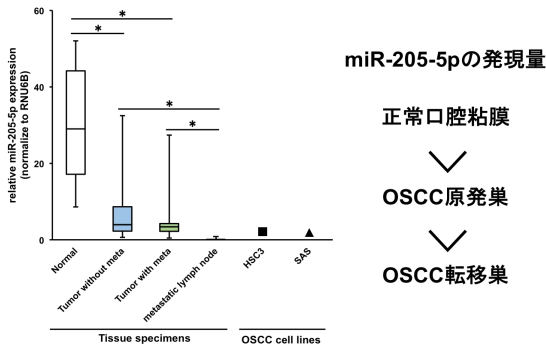 relative miR-205-5p expression
(normalize to RNU6B)
60
40
20
0
*
*
*
*
Normal
Tumor without meta
Tumor with meta
metastatic lymph node
HSC3
SAS
Tissue specimens
OSCC cell lines
miR-205-5pの発現量
正常口腔粘膜
OSCC原発巣
OSCC転移巣